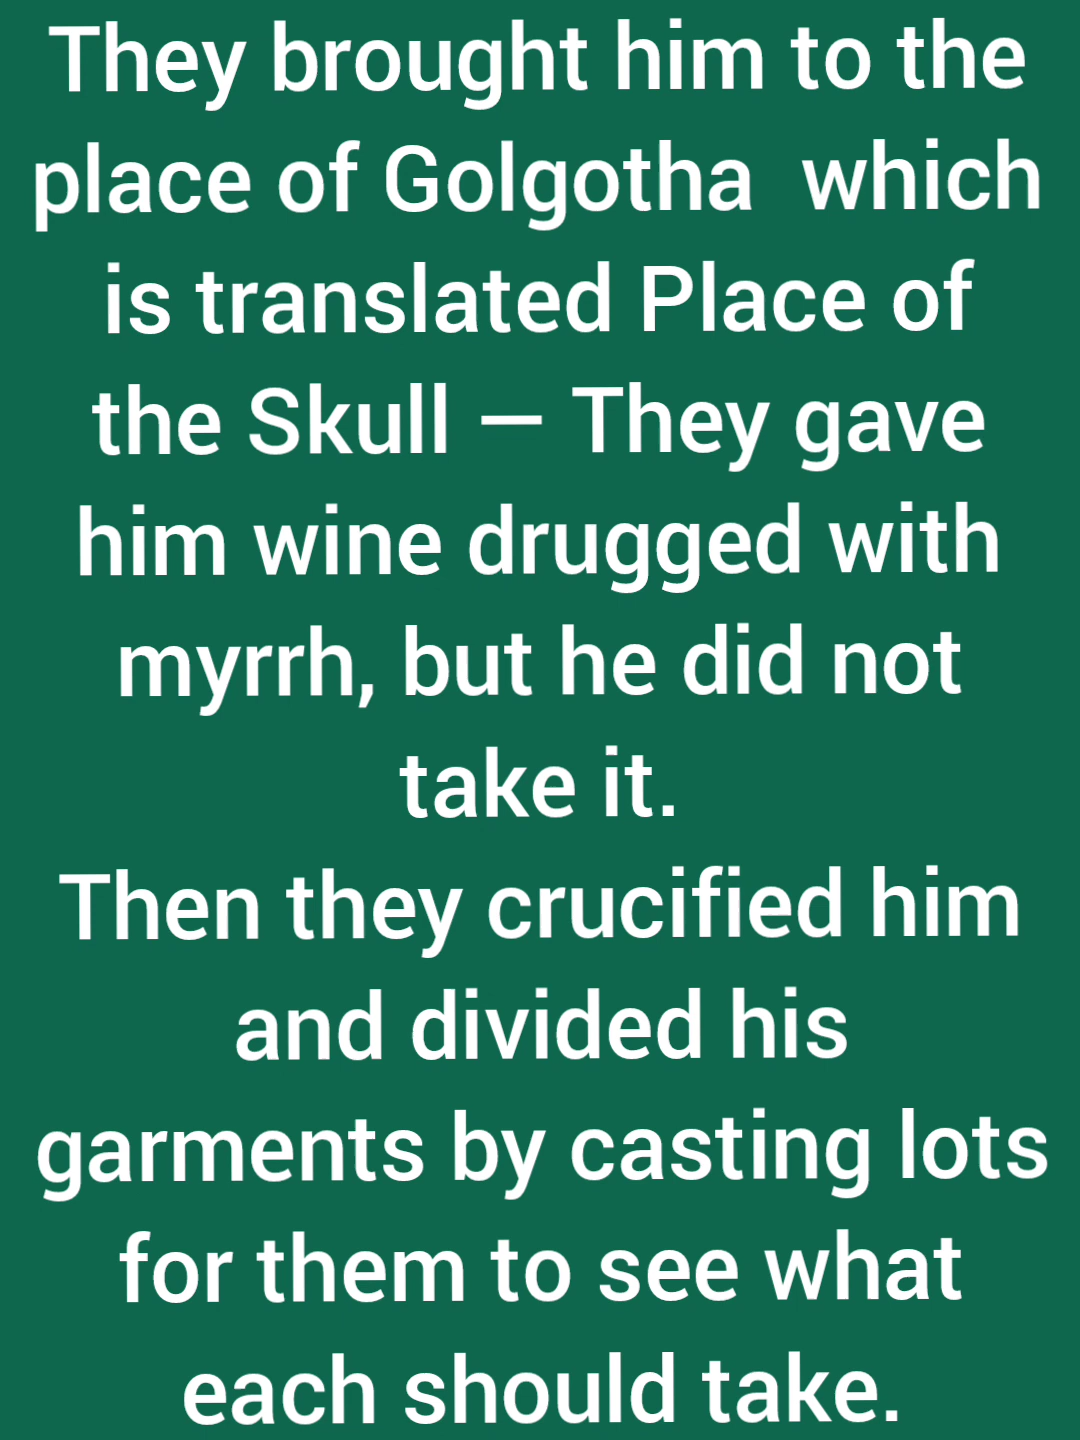 They brought him to the
place of Golgotha  which
is translated Place of
the Skull — They gave
him wine drugged with
myrrh, but he did not
take it.
Then they crucified him
and divided his
garments by casting lots
for them to see what
each should take.